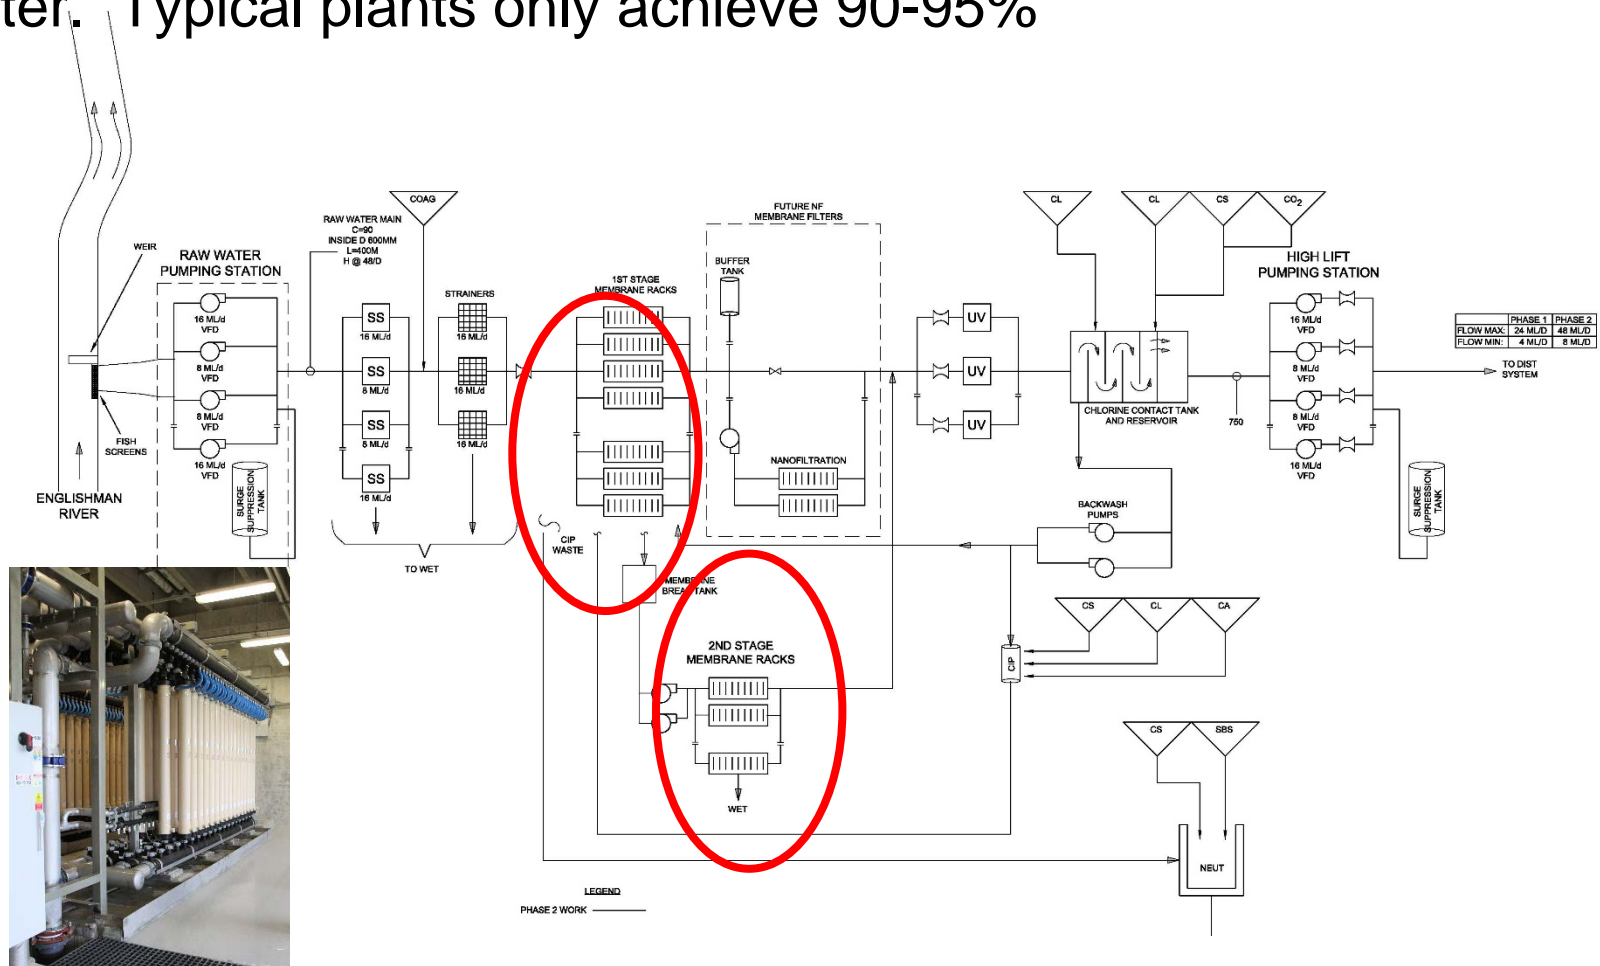 ter. Typical plants only achieve 90-95%
WEIR
RAW WATER
PUMPING STATION
16 ML/d
VFD
8 ML/d
VFD
8 ML/d
VFD
16 ML/d
VFD
FISH
SCREENS
ENGLISHMAN
RIVER
SURGE
SUPPRESSION
TANK
RAW WATER MAIN
C=90
INSIDE D 600MM
L=400M
H @ 48/D
COAG
SS
16 ML/d
SS
8 ML/d
SS
8 ML/d
SS
16 ML/d
STRAINERS
16 ML/d
16 ML/d
16 ML/d
TO WET
1ST STAGE
MEMBRANE RACKS
CIP
WASTE
MEMBRANE
BREAK TANK
FUTURE NF
MEMBRANE FILTERS
BUFFER
TANK
NANOFILTRATION
2ND STAGE
MEMBRANE RACKS
WET
UV
UV
UV
CL
CL
CS
CO2
CHLORINE CONTACT TANK
AND RESERVOIR
750
BACKWASH
PUMPS
HIGH LIFT
PUMPING STATION
16 ML/d
VFD
8 ML/d
VFD
8 ML/d
VFD
16 ML/d
VFD
SURGE
SUPPRESSION
TANK
PHASE 1 PHASE 2
FLOW MAX: 24 ML/D 48 ML/D
FLOW MIN: 4 ML/D 8 ML/D
TO DIST
SYSTEM
CS
CL
CA
CIP
CS
SBS
NEUT
LEGEND
PHASE 2 WORK